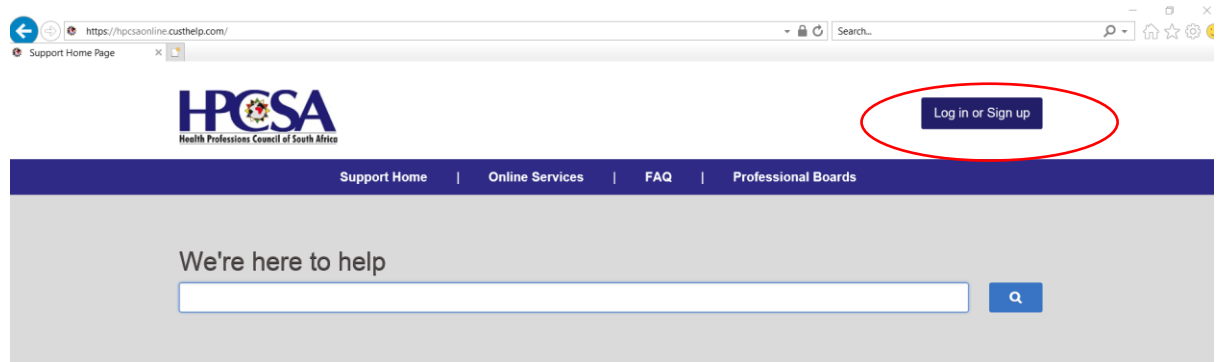 https://hpcsaonline.custhelp.com/
Search...
Support Home Page
HPCSA
Health Professions Council of South Africa
Log in or Sign up
Support Home | Online Services | FAQ | Professional Boards
We're here to help